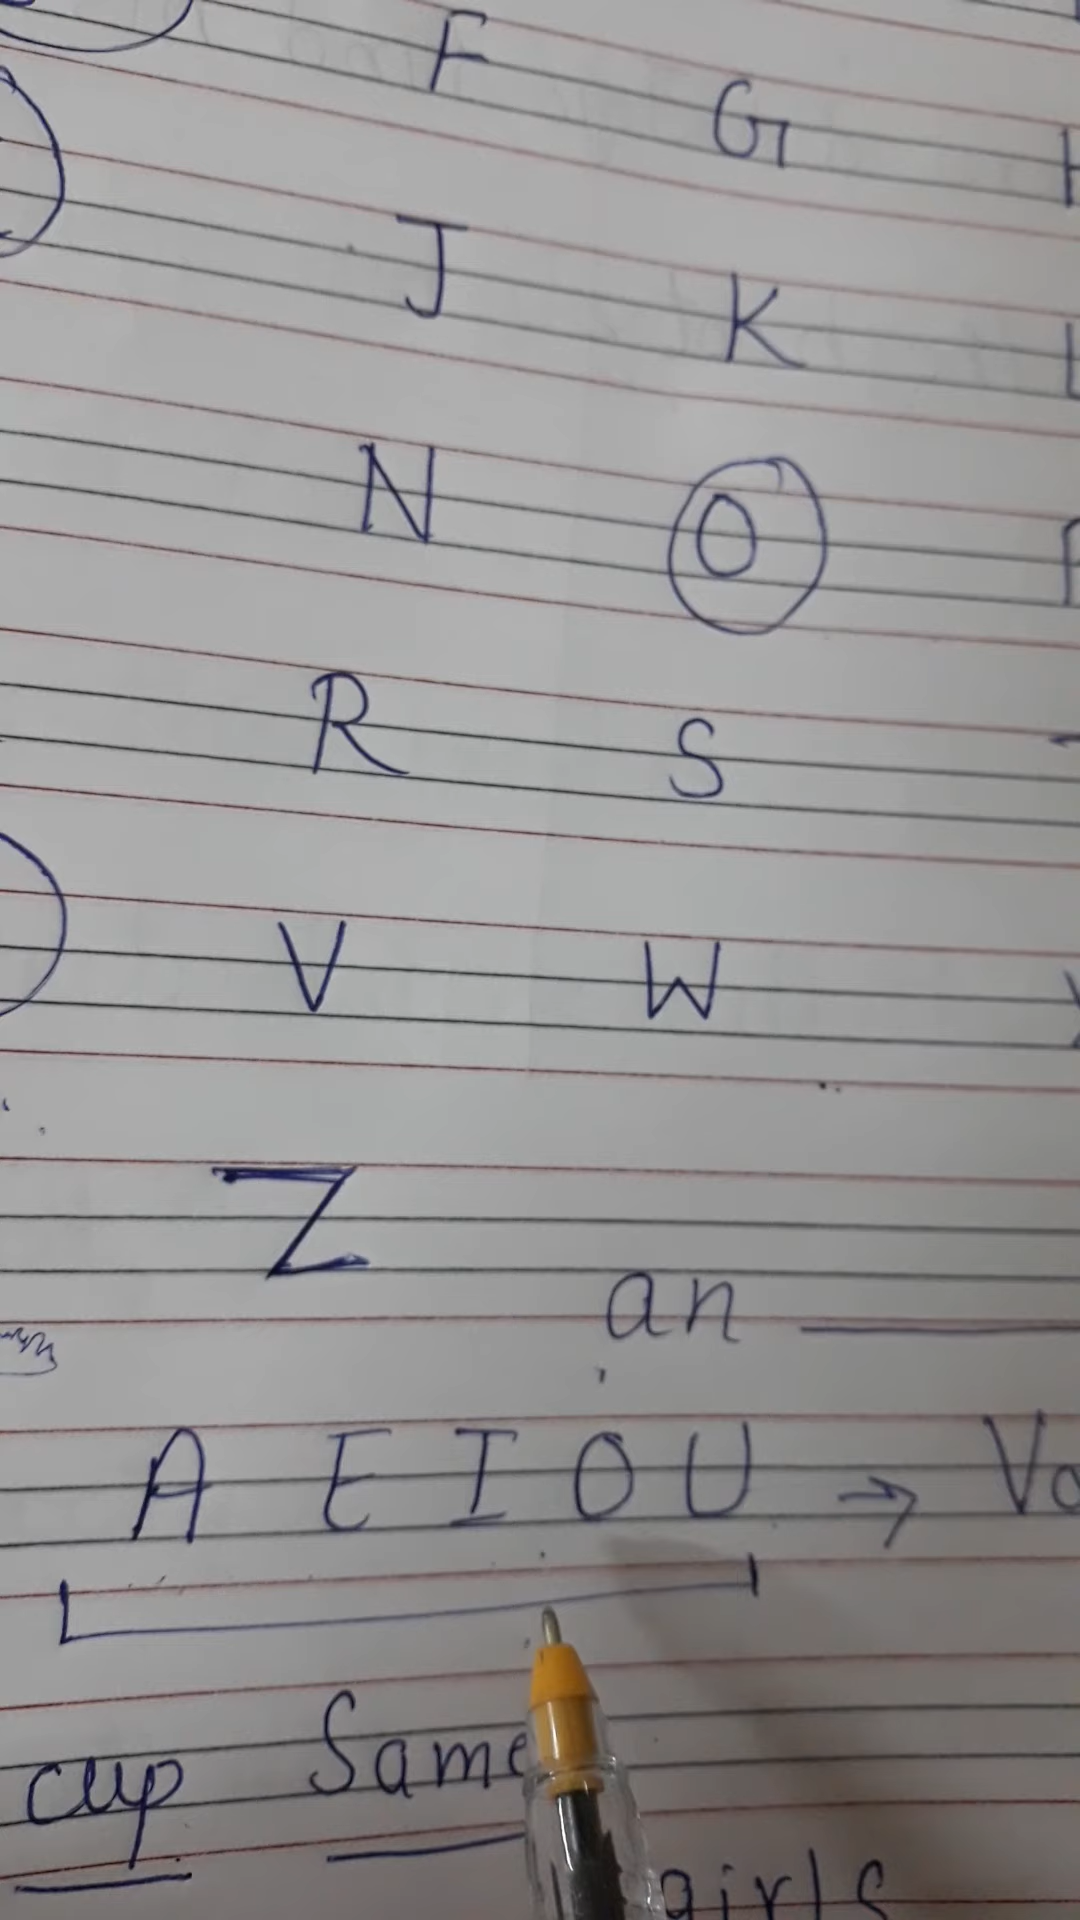 F G
J K L
N O P
R S
V W
Z
an
A E I O U → Vo
cup Same
girls